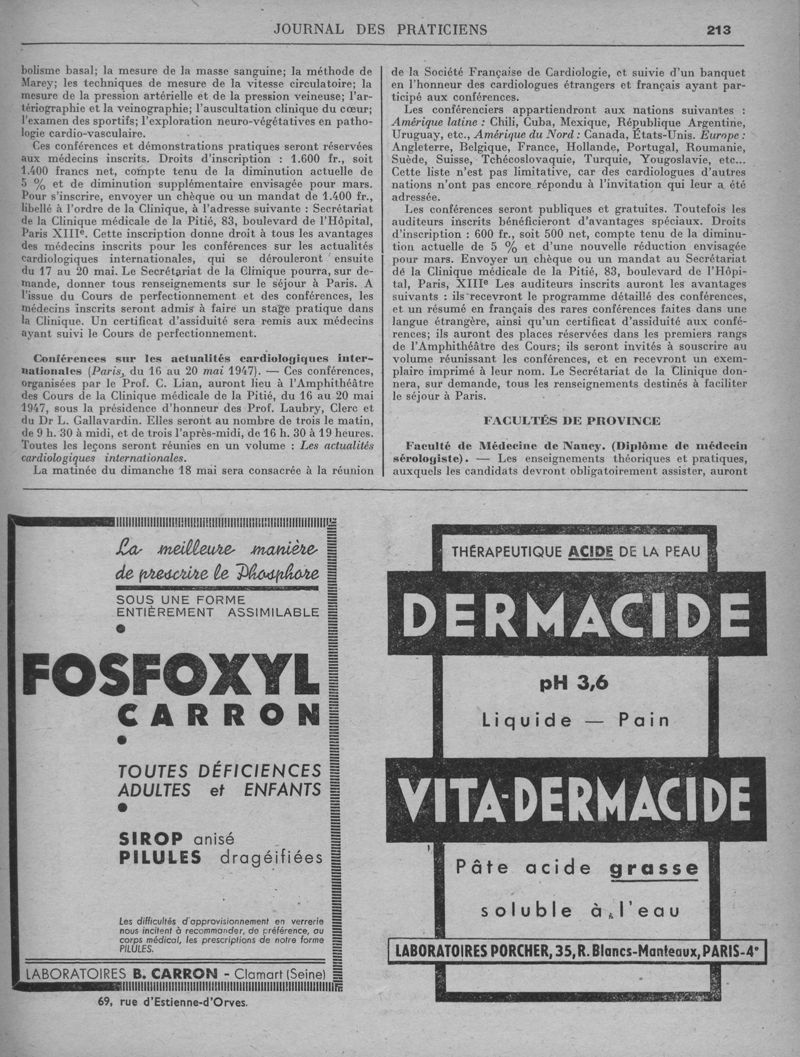 JOURNAL DES PRATICIENS
213
bolisme basal; la mesure de la masse sanguine; la méthode de
Marey; les techniques de mesure de la vitesse circulatoire; la
mesure de la pression artérielle et de la pression veineuse; l'ar-
tériographie et la veinographie; l'auscultation clinique du cœur;
l'examen des sportifs; l'exploration neuro-végétatives en patho-
logie cardio-vasculaire.
Ces conférences et démonstrations pratiques seront réservées
aux médecins inscrits. Droits d'inscription : 1.600 fr., soit
1.400 francs net, compte tenu de la diminution actuelle de
5 % et de diminution supplémentaire envisagée pour mars.
Pour s'inscrire, envoyer un chèque ou un mandat de 1.400 fr.,
libellé à l'ordre de la Clinique, à l'adresse suivante : Secrétariat
de la Clinique médicale de la Pitié, 83, boulevard de l'Hôpital,
Paris XIIIe. Cette inscription donne droit à tous les avantages
des médecins inscrits pour les conférences sur les actualités
cardiologiques internationales, qui se dérouleront ensuite
du 17 au 20 mai. Le Secrétariat de la Clinique pourra, sur de-
mande, donner tous renseignements sur le séjour à Paris. A
l'issue du Cours de perfectionnement et des conférences, les
médecins inscrits seront admis à faire un stage pratique dans
la Clinique. Un certificat d'assiduité sera remis aux médecins
ayant suivi le Cours de perfectionnement.
Conférences sur les actualités cardiologiques inter-
nationales (Paris, du 16 au 20 mai 1947). — Ces conférences,
organisées par le Prof. C. Lian, auront lieu à l'Amphithéâtre
des Cours de la Clinique médicale de la Pitié, du 16 au 20 mai
1947, sous la présidence d'honneur des Prof. Laubry, Clerc et
du Dr L. Gallavardin. Elles seront au nombre de trois le matin,
de 9 h. 30 à midi, et de trois l'après-midi, de 16 h. 30 à 19 heures.
Toutes les leçons seront réunies en un volume : Les actualités
cardiologiques internationales.
La matinée du dimanche 18 mai sera consacrée à la réunion
de la Société Française de Cardiologie, et suivie d'un banquet
en l'honneur des cardiologues étrangers et français ayant par-
ticipé aux conférences.
Les conférenciers appartiendront aux nations suivantes :
Amérique latine : Chili, Cuba, Mexique, République Argentine,
Uruguay, etc., Amérique du Nord : Canada, États-Unis. Europe :
Angleterre, Belgique, France, Hollande, Portugal, Roumanie,
Suède, Suisse, Tchécoslovaquie, Turquie, Yougoslavie, etc...
Cette liste n'est pas limitative, car des cardiologues d'autres
nations n'ont pas encore répondu à l'invitation qui leur a été
adressée.
Les conférences seront publiques et gratuites. Toutefois les
auditeurs inscrits bénéficieront d'avantages spéciaux. Droits
d'inscription : 600 fr., soit 500 net, compte tenu de la diminu-
tion actuelle de 5 % et d'une nouvelle réduction envisagée
pour mars. Envoyer un chèque ou un mandat au Secrétariat
dé la Clinique médicale de la Pitié, 83, boulevard de l'Hôpi-
tal, Paris, XIIIe Les auditeurs inscrits auront les avantages
suivants : ils recevront le programme détaillé des conférences,
et un résumé en français des rares conférences faites dans une
langue étrangère, ainsi qu'un certificat d'assiduité aux confé-
rences; ils auront des places réservées dans les premiers rangs
de l'Amphithéâtre des Cours; ils seront invités à souscrire au
volume réunissant les conférences, et en recevront un exem-
plaire imprimé à leur nom. Le Secrétariat de la Clinique don-
nera, sur demande, tous les renseignements destinés à faciliter
le séjour à Paris.
FACULTÉS DE PROVINCE
Faculté de Médecine de Nancy. (Diplôme de médecin
sérologiste). — Les enseignements théoriques et pratiques,
auxquels les candidats devront obligatoirement assister, auront
La meilleure manière
de prescrire le Phosphore
SOUS UNE FORME
ENTIÈREMENT ASSIMILABLE
FOSFOXYL
CARRON
TOUTES DÉFICIENCES
ADULTES et ENFANTS
SIROP anisé
PILULES dragéifiées
Les difficultés d'approvisionnement en verrerie
nous incitent à recommander, de préférence, au
corps médical, les prescriptions de notre forme
PILULES.
LABORATOIRES B. CARRON - Clamart (Seine)
69, rue d'Estienne-d'Orves.
THÉRAPEUTIQUE ACIDE DE LA PEAU
DERMACIDE
pH 3,6
Liquide — Pain
VITA-DERMACIDE
Pâte acide grasse
soluble à l'eau
LABORATOIRES PORCHER, 35, R. Blancs-Manteaux, PARIS-4e